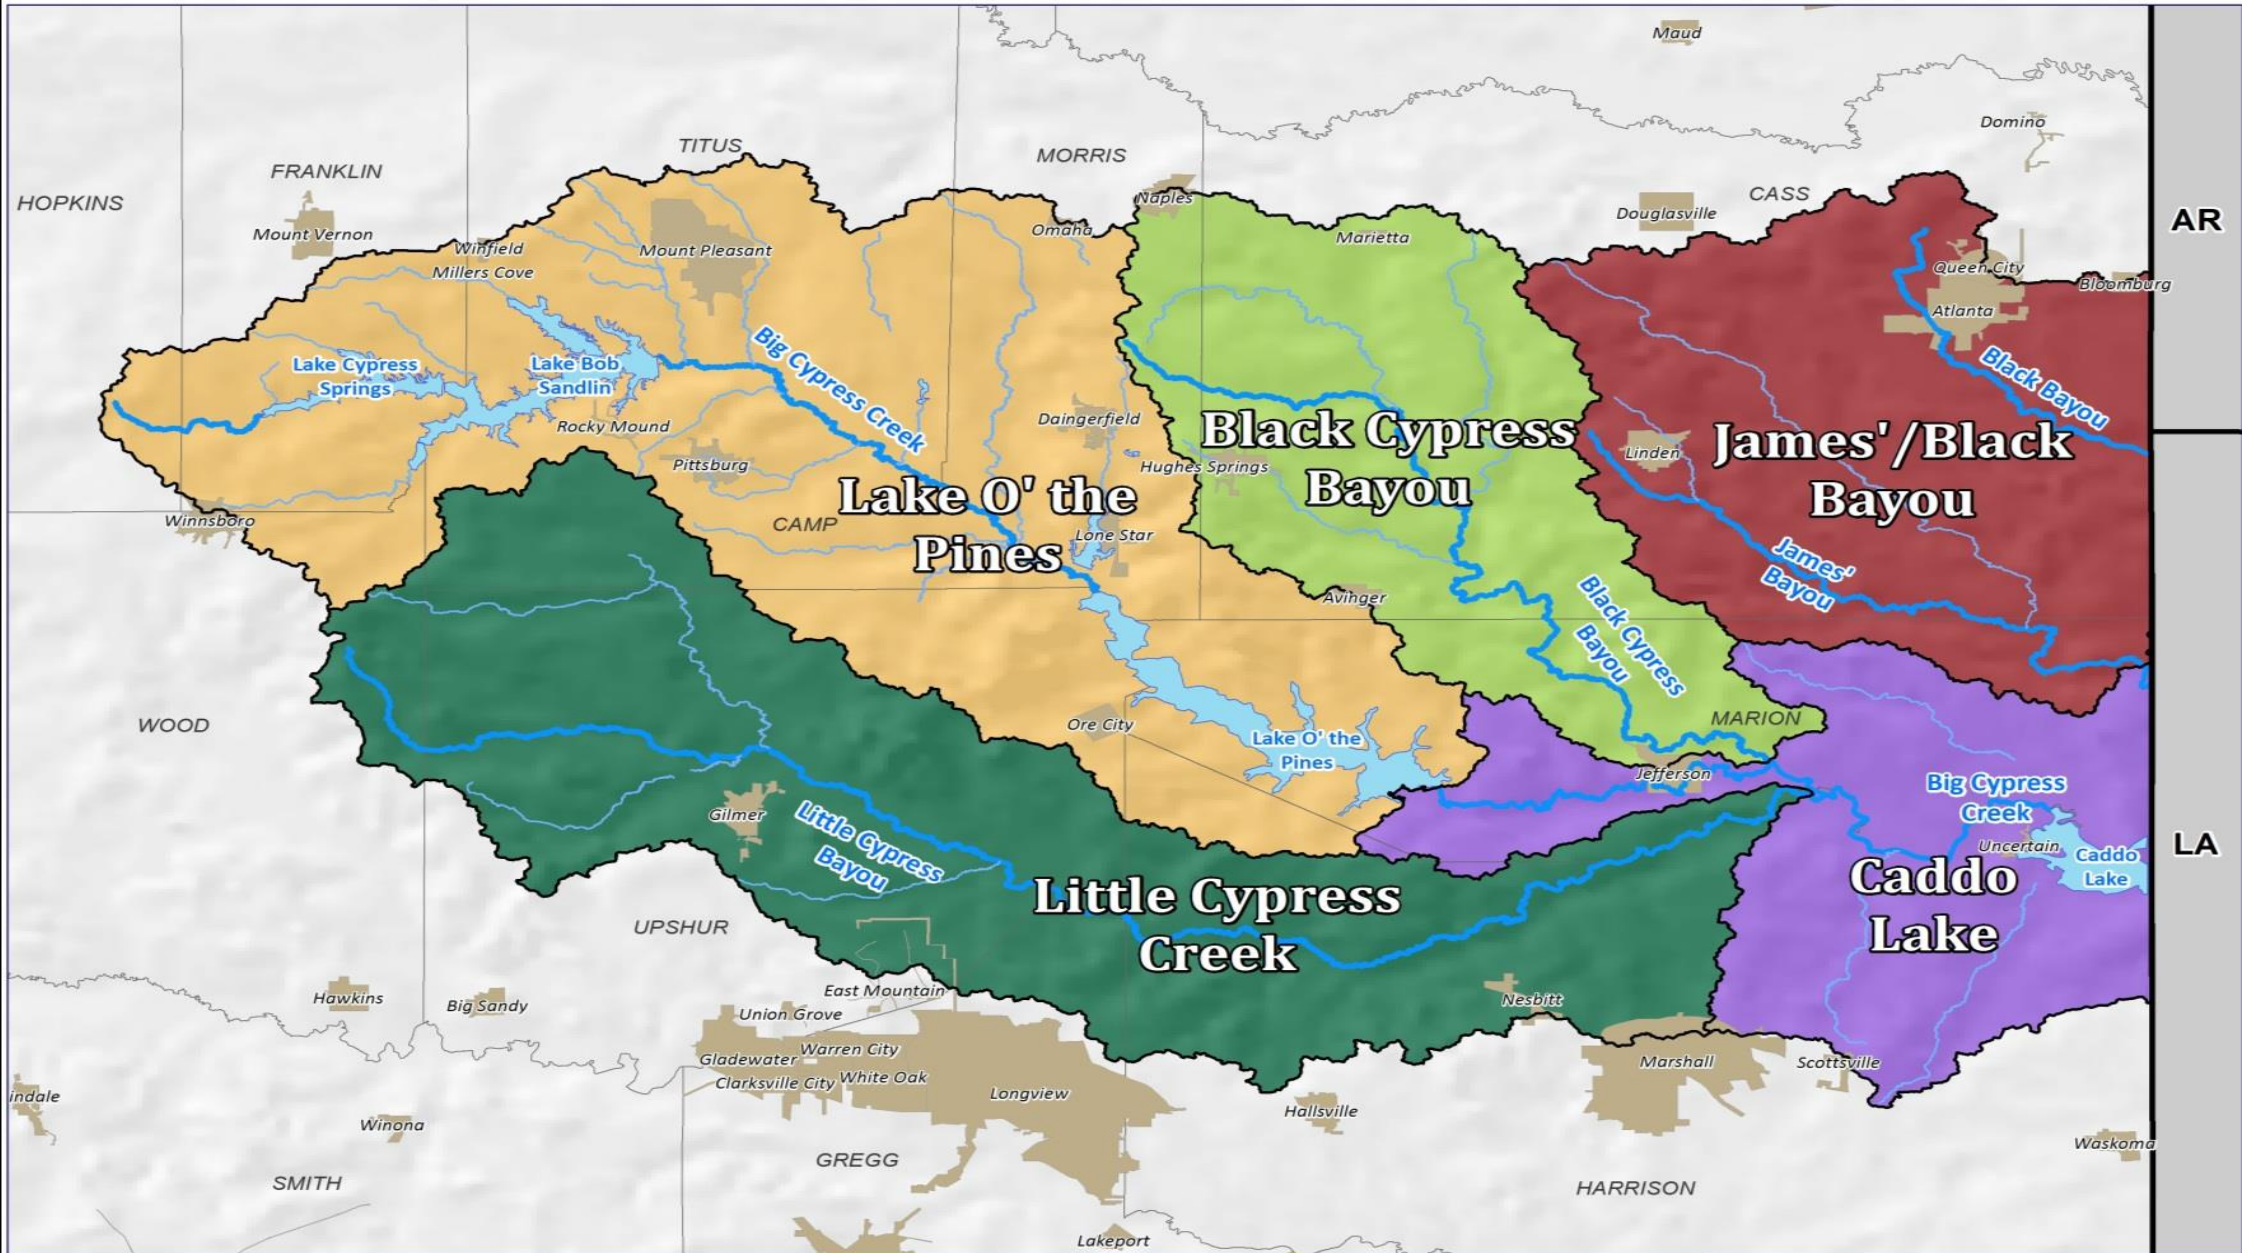 Maud
Domino
TITUS
MORRIS
FRANKLIN
HOPKINS
CASS
Naples
Douglasville
AR
Mount Vernon
Winfield
Millers Cove
Mount Pleasant
Omaha
Marietta
Queen City
Bloomburg
Atlanta
Lake Cypress
Springs
Lake Bob
Sandlin
Big Cypress Creek
Black Bayou
Rocky Mound
Daingerfield
Pittsburg
Hughes Springs
Black Cypress
Bayou
Linden
James'/Black
Bayou
Winnsboro
CAMP
Lake O' the
Pines
Lone Star
James'
Bayou
Avinger
Black Cypress
Bayou
WOOD
Ore City
Lake O' the
Pines
MARION
Jefferson
Big Cypress
Creek
Uncertain
Caddo
Lake
LA
Gilmer
Little Cypress
Bayou
Little Cypress
Creek
Caddo
Lake
UPSHUR
Hawkins
Big Sandy
East Mountain
Union Grove
Nesbitt
Gladewater
Warren City
Clarksville City
White Oak
Longview
Marshall
Scottsville
indale
Winona
Hallsville
Waskoma
SMITH
GREGG
HARRISON
Lakeport